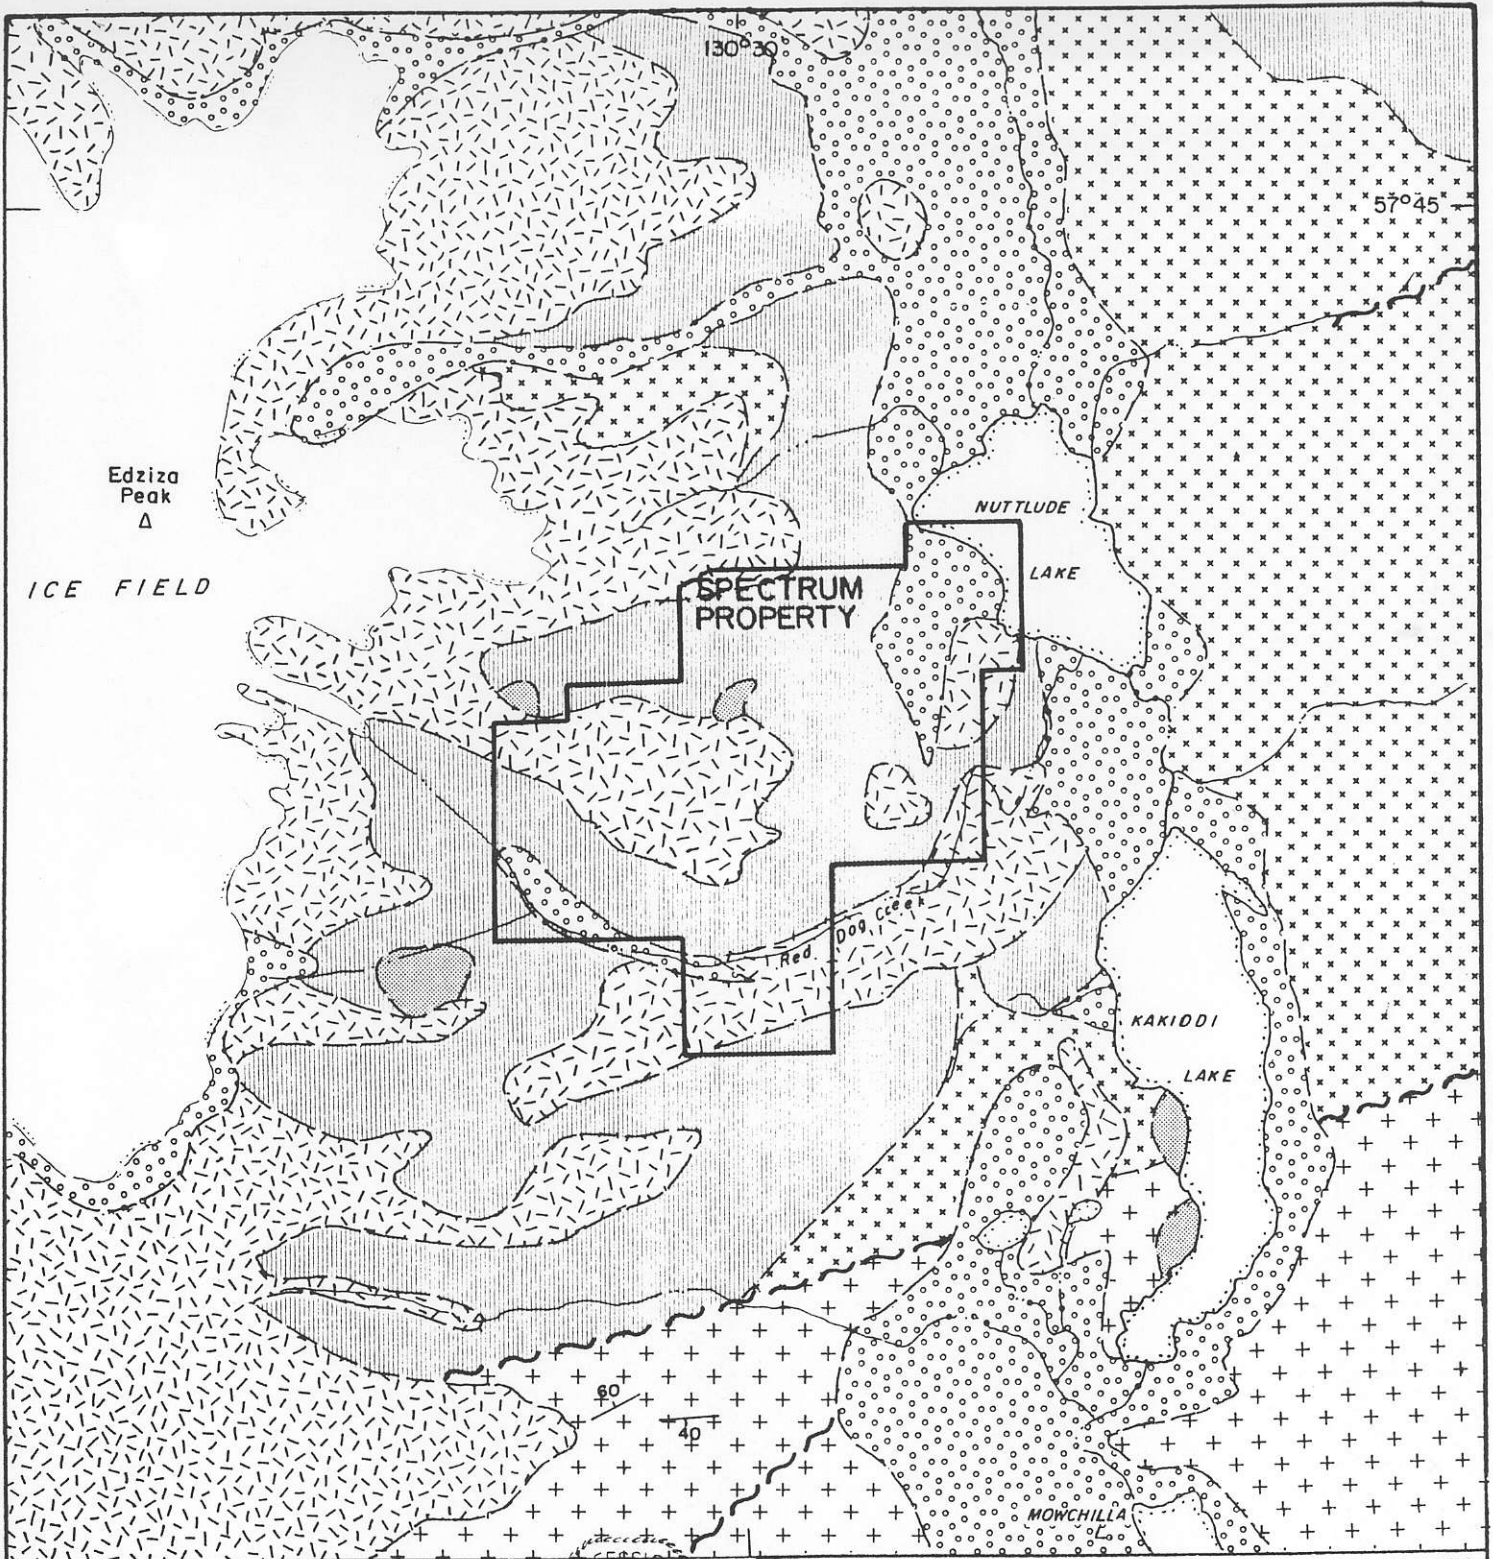 130°30
57°45
Edziza
Peak
ICE FIELD
NUTTLUDE
LAKE
SPECTRUM
PROPERTY
Red Dog Creek
KAKIDDI
LAKE
60
40
MOWCHILLA
L.